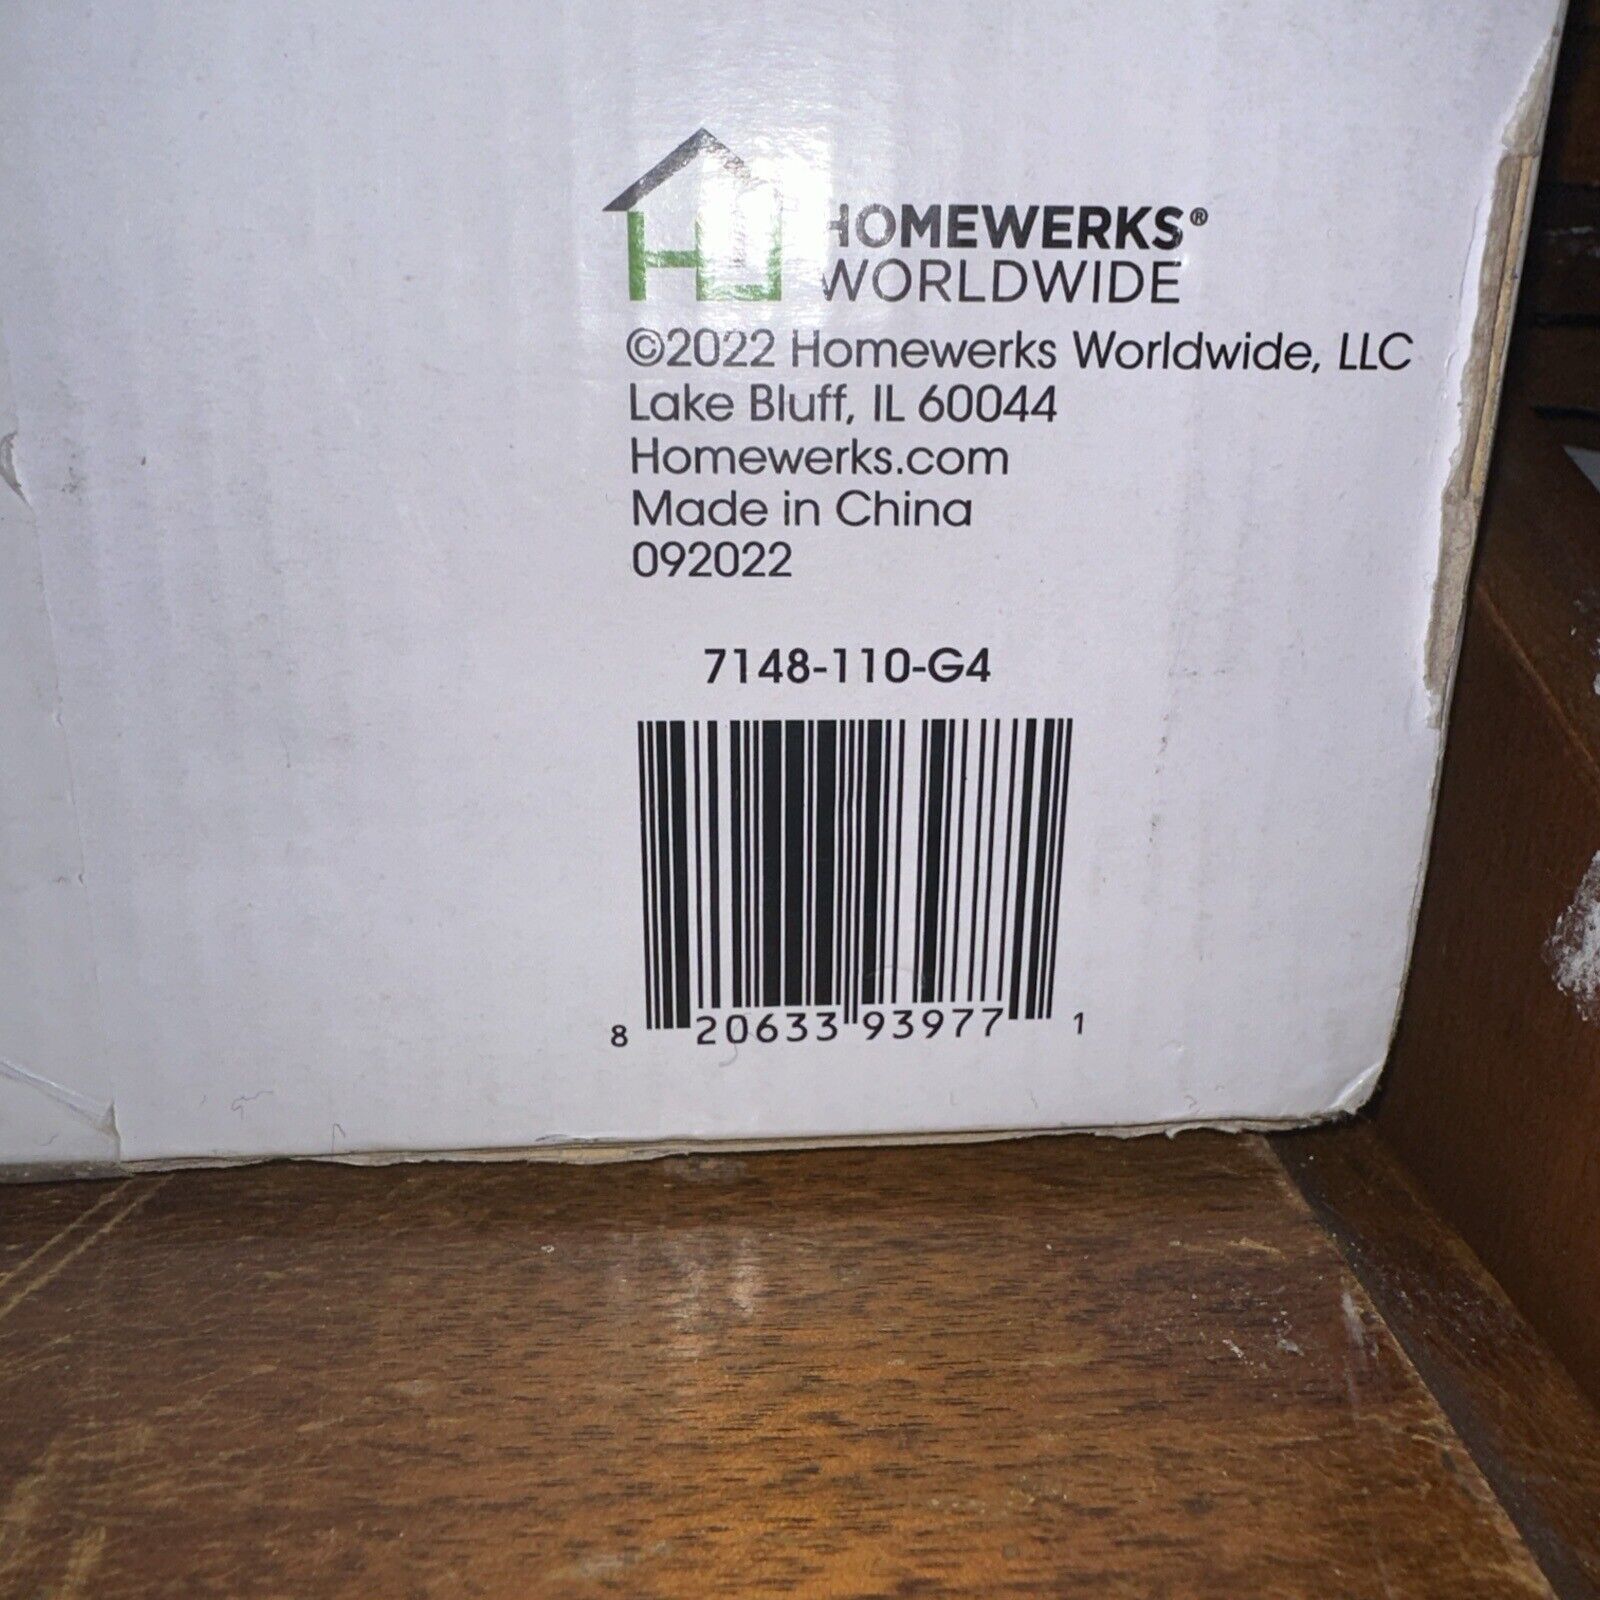 HOMEWERKS®
WORLDWIDE
©2022 Homewerks Worldwide, LLC
Lake Bluff, IL 60044
Homewerks.com
Made in China
092022
7148-110-G4
8 20633 93977 1